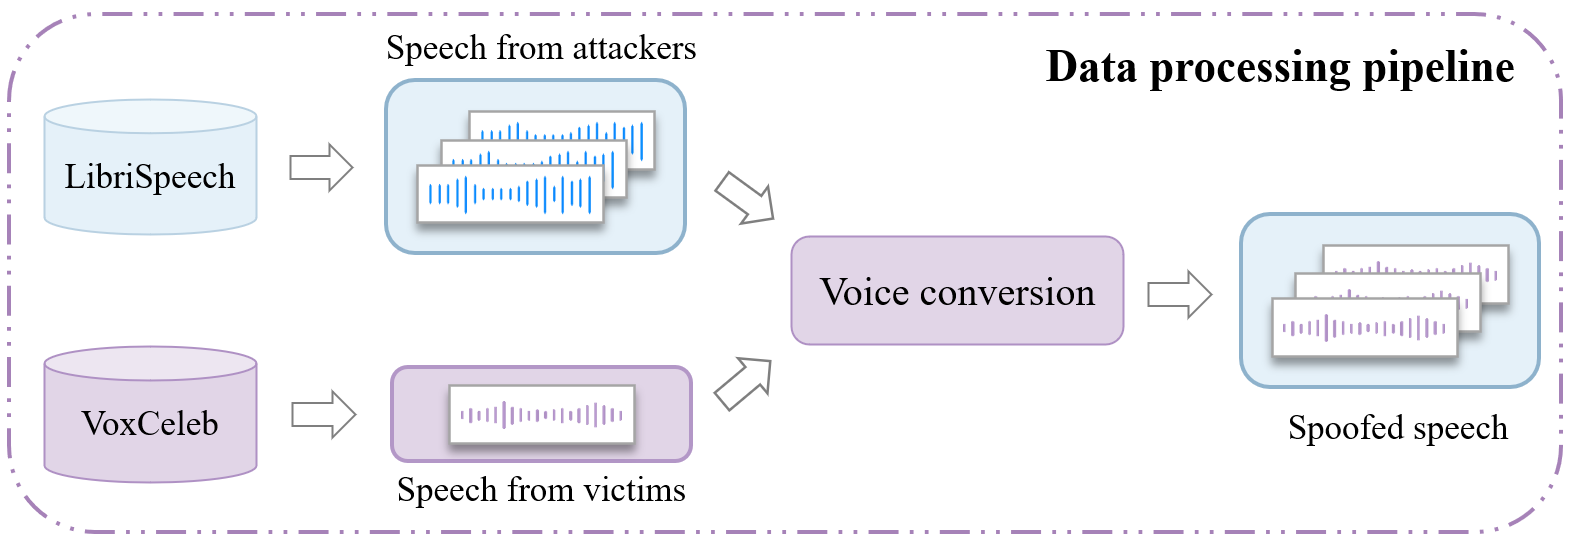 Data processing pipeline
Speech from attackers
LibriSpeech
Voice conversion
VoxCeleb
Speech from victims
Spoofed speech